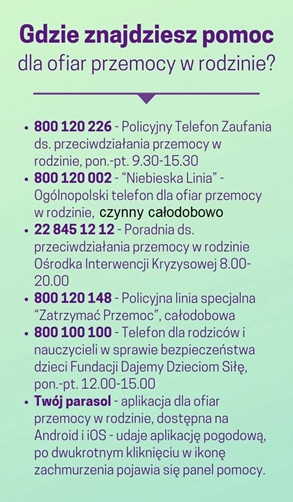 Gdzie znajdziesz pomoc
dla ofiar przemocy w rodzinie?
• 800 120 226 - Policyjny Telefon Zaufania
ds. przeciwdziałania przemocy w
rodzinie, pon.-pt. 9.30-15.30
• 800 120 002 - “Niebieska Linia” -
Ogólnopolski telefon dla ofiar przemocy
w rodzinie, czynny całodobowo
• 22 845 12 12 - Poradnia ds.
przeciwdziałania przemocy w rodzinie
Ośrodka Interwencji Kryzysowej 8.00-
20.00
• 800 120 148 - Policyjna linia specjalna
“Zatrzymać Przemoc”, całodobowa
• 800 100 100 - Telefon dla rodziców i
nauczycieli w sprawie bezpieczeństwa
dzieci Fundacji Dajemy Dzieciom Siłę,
pon.-pt. 12.00-15.00
• Twój parasol - aplikacja dla ofiar
przemocy w rodzinie, dostępna na
Android i iOS - udaje aplikację pogodową,
po dwukrotnym kliknięciu w ikonę
zachmurzenia pojawia się panel pomocy.